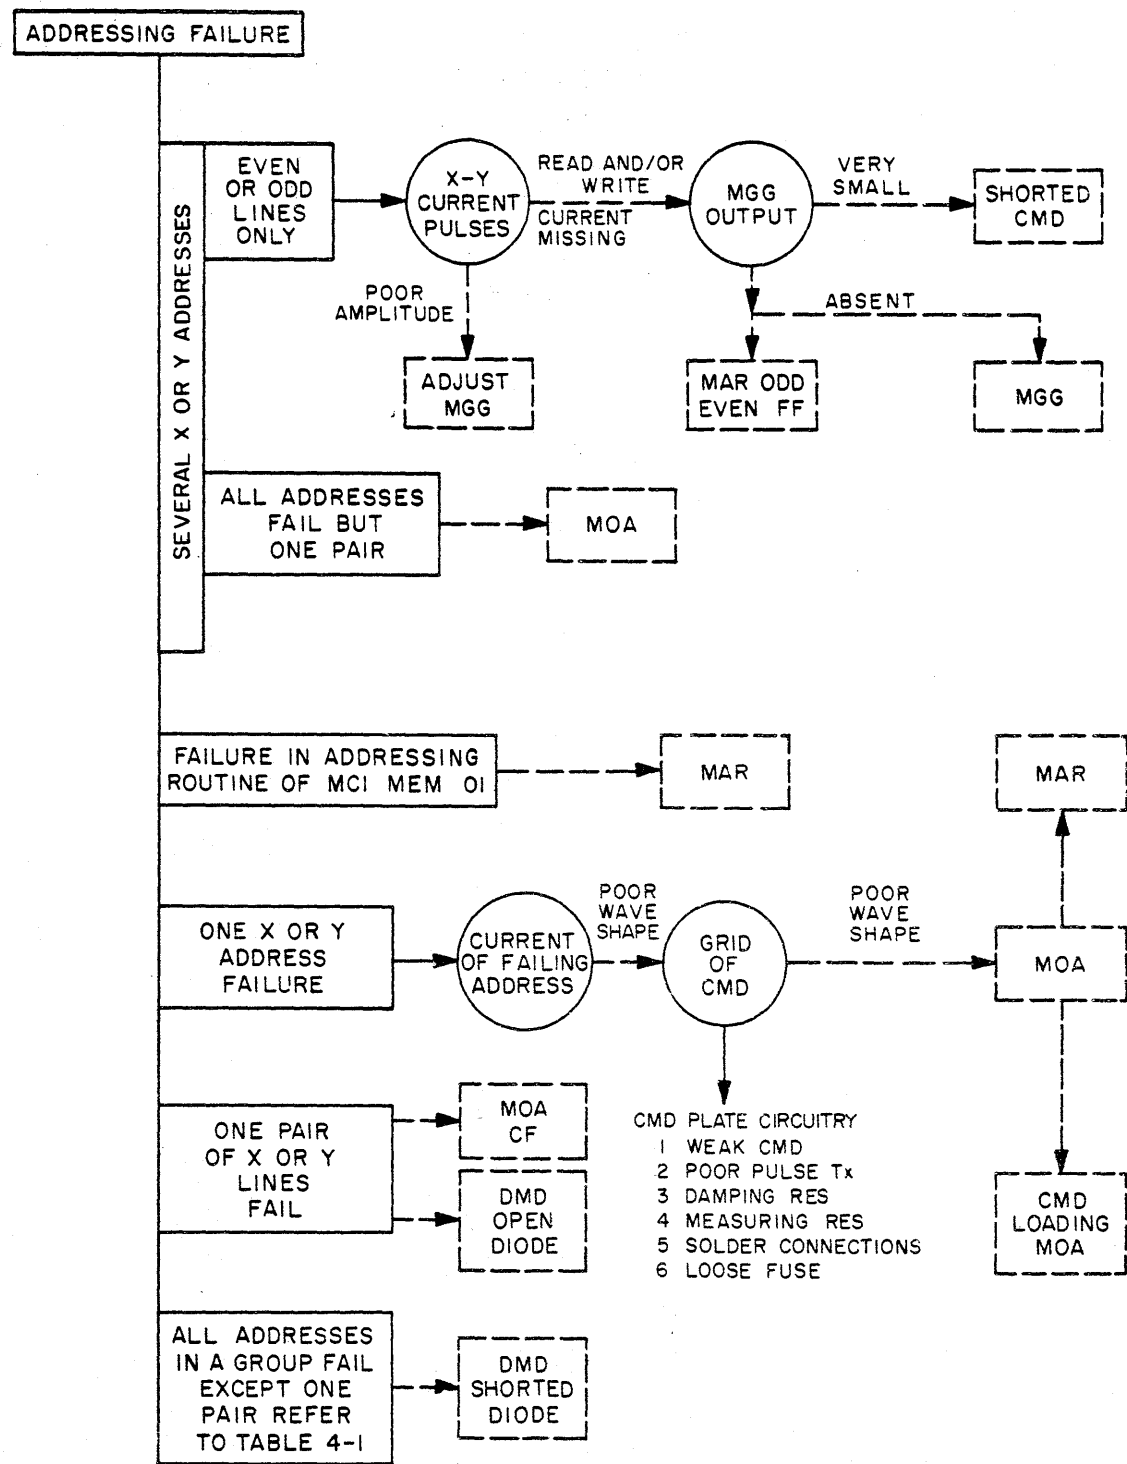 ADDRESSING FAILURE
SEVERAL X OR Y ADDRESSES
EVEN
OR ODD
LINES
ONLY
X-Y
CURRENT
PULSES
READ AND/OR
WRITE
CURRENT
MISSING
MGG
OUTPUT
VERY
SMALL
SHORTED
CMD
POOR
AMPLITUDE
ADJUST
MGG
ABSENT
MAR ODD
EVEN FF
MGG
ALL ADDRESSES
FAIL BUT
ONE PAIR
MOA
FAILURE IN ADDRESSING
ROUTINE OF MCI MEM 01
MAR
MAR
ONE X OR Y
ADDRESS
FAILURE
CURRENT
OF FAILING
ADDRESS
POOR
WAVE
SHAPE
GRID
OF
CMD
POOR
WAVE
SHAPE
MOA
CMD PLATE CIRCUITRY
1 WEAK CMD
2 POOR PULSE Tx
3 DAMPING RES
4 MEASURING RES
5 SOLDER CONNECTIONS
6 LOOSE FUSE
CMD
LOADING
MOA
ONE PAIR
OF X OR Y
LINES
FAIL
MOA
CF
DMD
OPEN
DIODE
ALL ADDRESSES
IN A GROUP FAIL
EXCEPT ONE
PAIR REFER
TO TABLE 4-1
DMD
SHORTED
DIODE